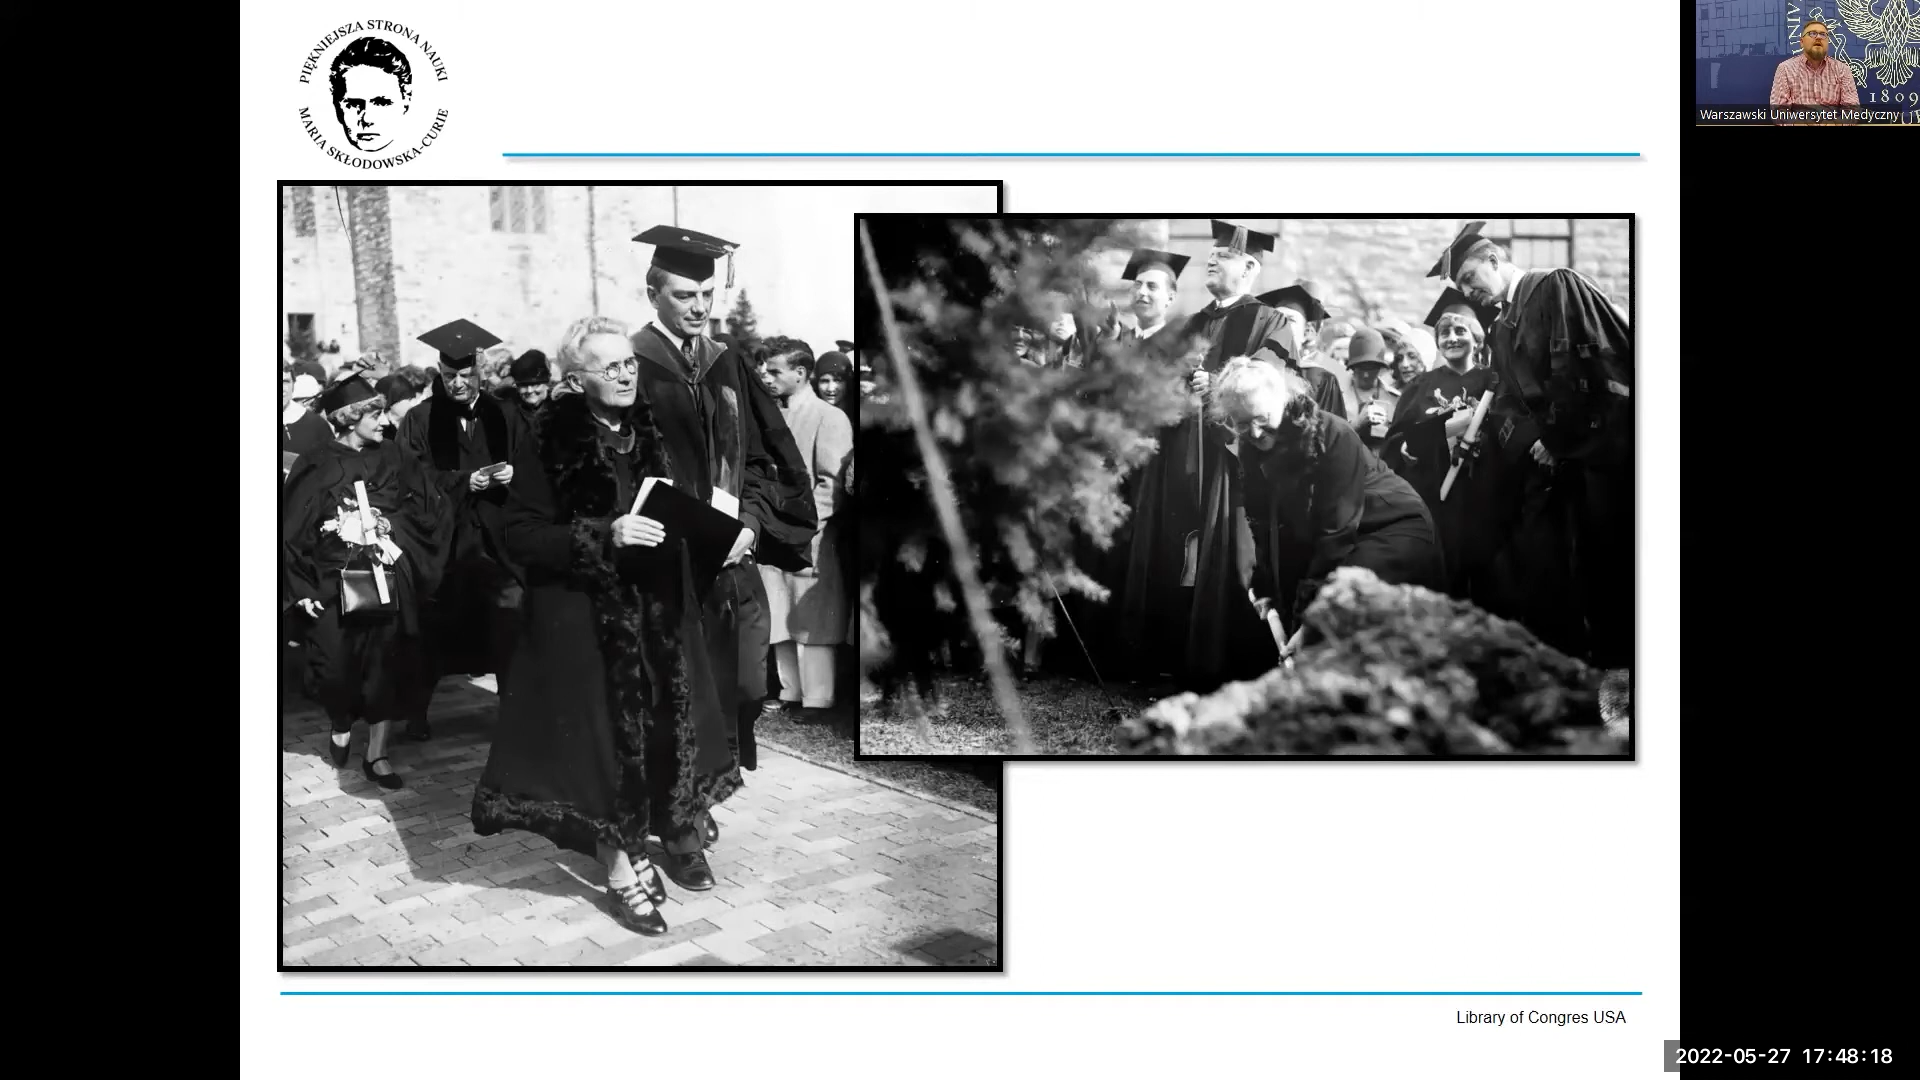 PIĘKNIEJSZA STRONA NAUKI
MARIA SKŁODOWSKA-CURIE
1809
Warszawski Uniwersytet Medyczny
Library of Congres USA
2022-05-27 17:48:18